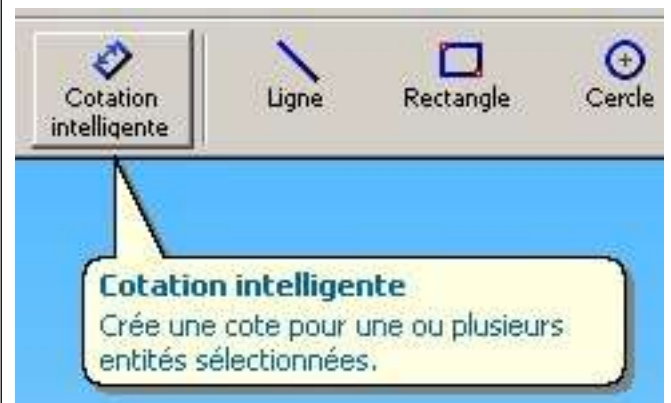 Cotation
intelligente
Ligne
Rectangle
Cercle
Cotation intelligente
Crée une cote pour une ou plusieurs
entités sélectionnées.